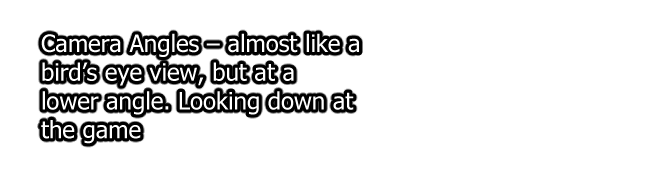 Camera Angles – almost like a
bird’s eye view, but at a
lower angle. Looking down at
the game